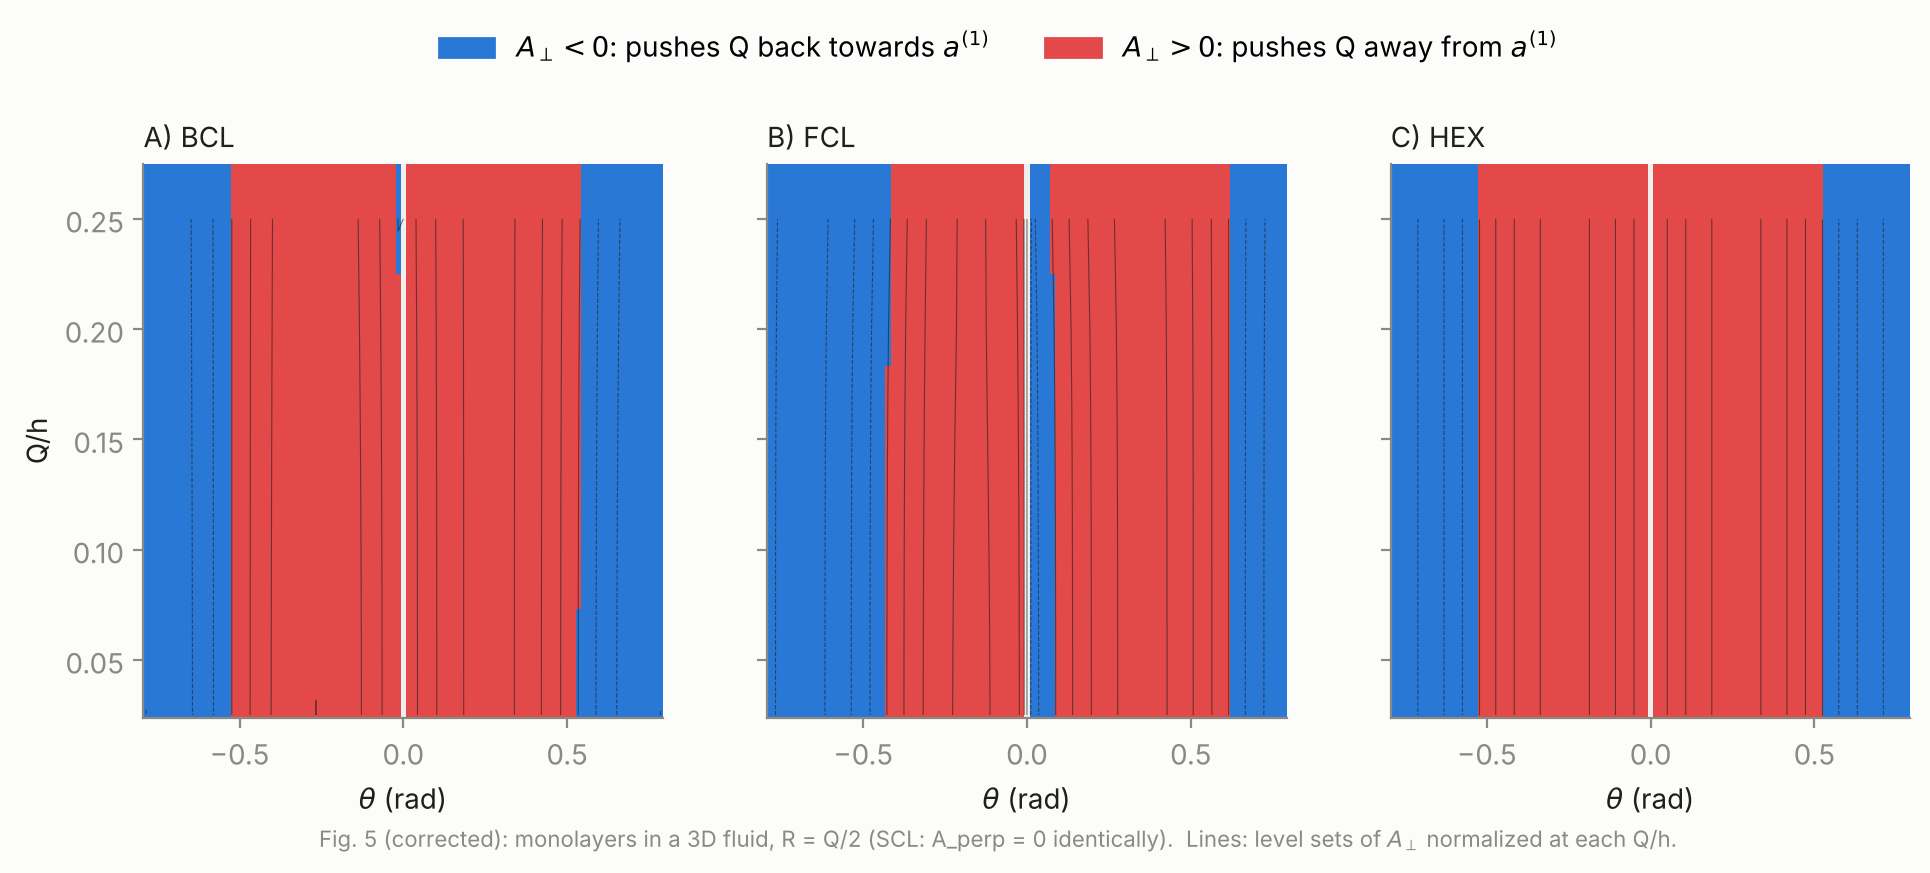 A⊥ < 0: pushes Q back towards a⁽¹⁾
A⊥ > 0: pushes Q away from a⁽¹⁾
A) BCL
B) FCL
C) HEX
0.25
0.20
0.15
0.10
0.05
Q/h
−0.5 0.0 0.5
−0.5 0.0 0.5
−0.5 0.0 0.5
θ (rad)
θ (rad)
θ (rad)
Fig. 5 (corrected): monolayers in a 3D fluid, R = Q/2 (SCL: A_perp = 0 identically). Lines: level sets of A⊥ normalized at each Q/h.